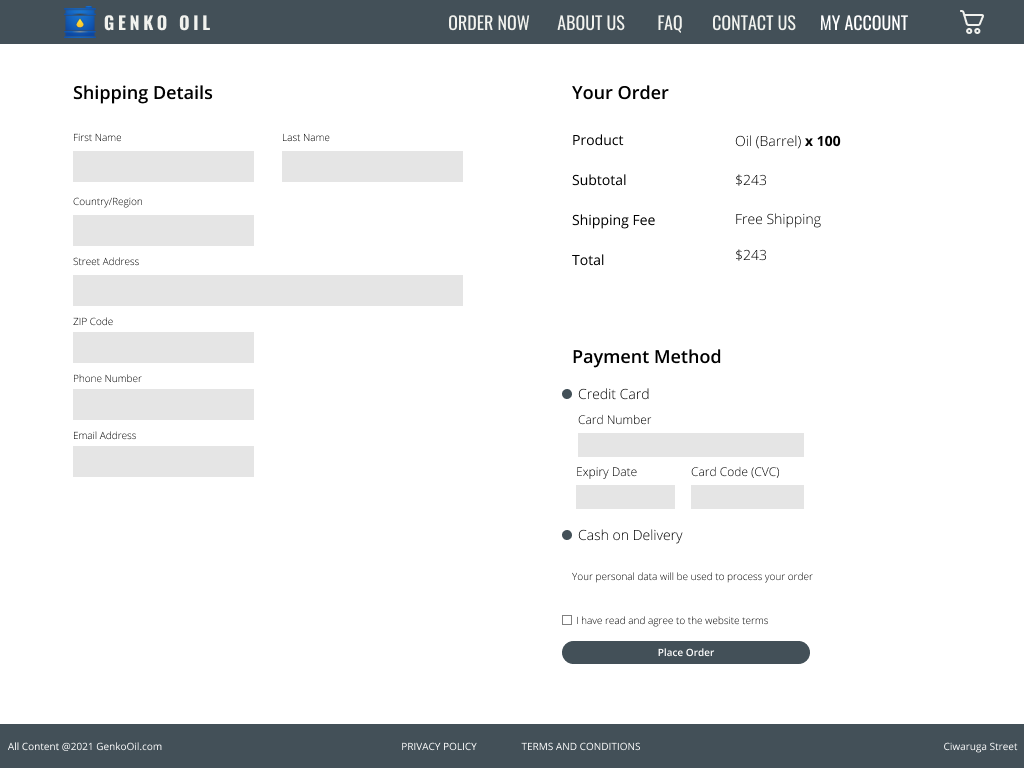 GENKO OIL
ORDER NOW ABOUT US FAQ CONTACT US MY ACCOUNT
Shipping Details
First Name Last Name
Country/Region
Street Address
ZIP Code
Phone Number
Email Address
Your Order
Product Oil (Barrel) x 100
Subtotal $243
Shipping Fee Free Shipping
Total $243
Payment Method
Credit Card
Card Number
Expiry Date Card Code (CVC)
Cash on Delivery
Your personal data will be used to process your order
I have read and agree to the website terms
Place Order
All Content @2021 GenkoOil.com PRIVACY POLICY TERMS AND CONDITIONS Ciwaruga Street